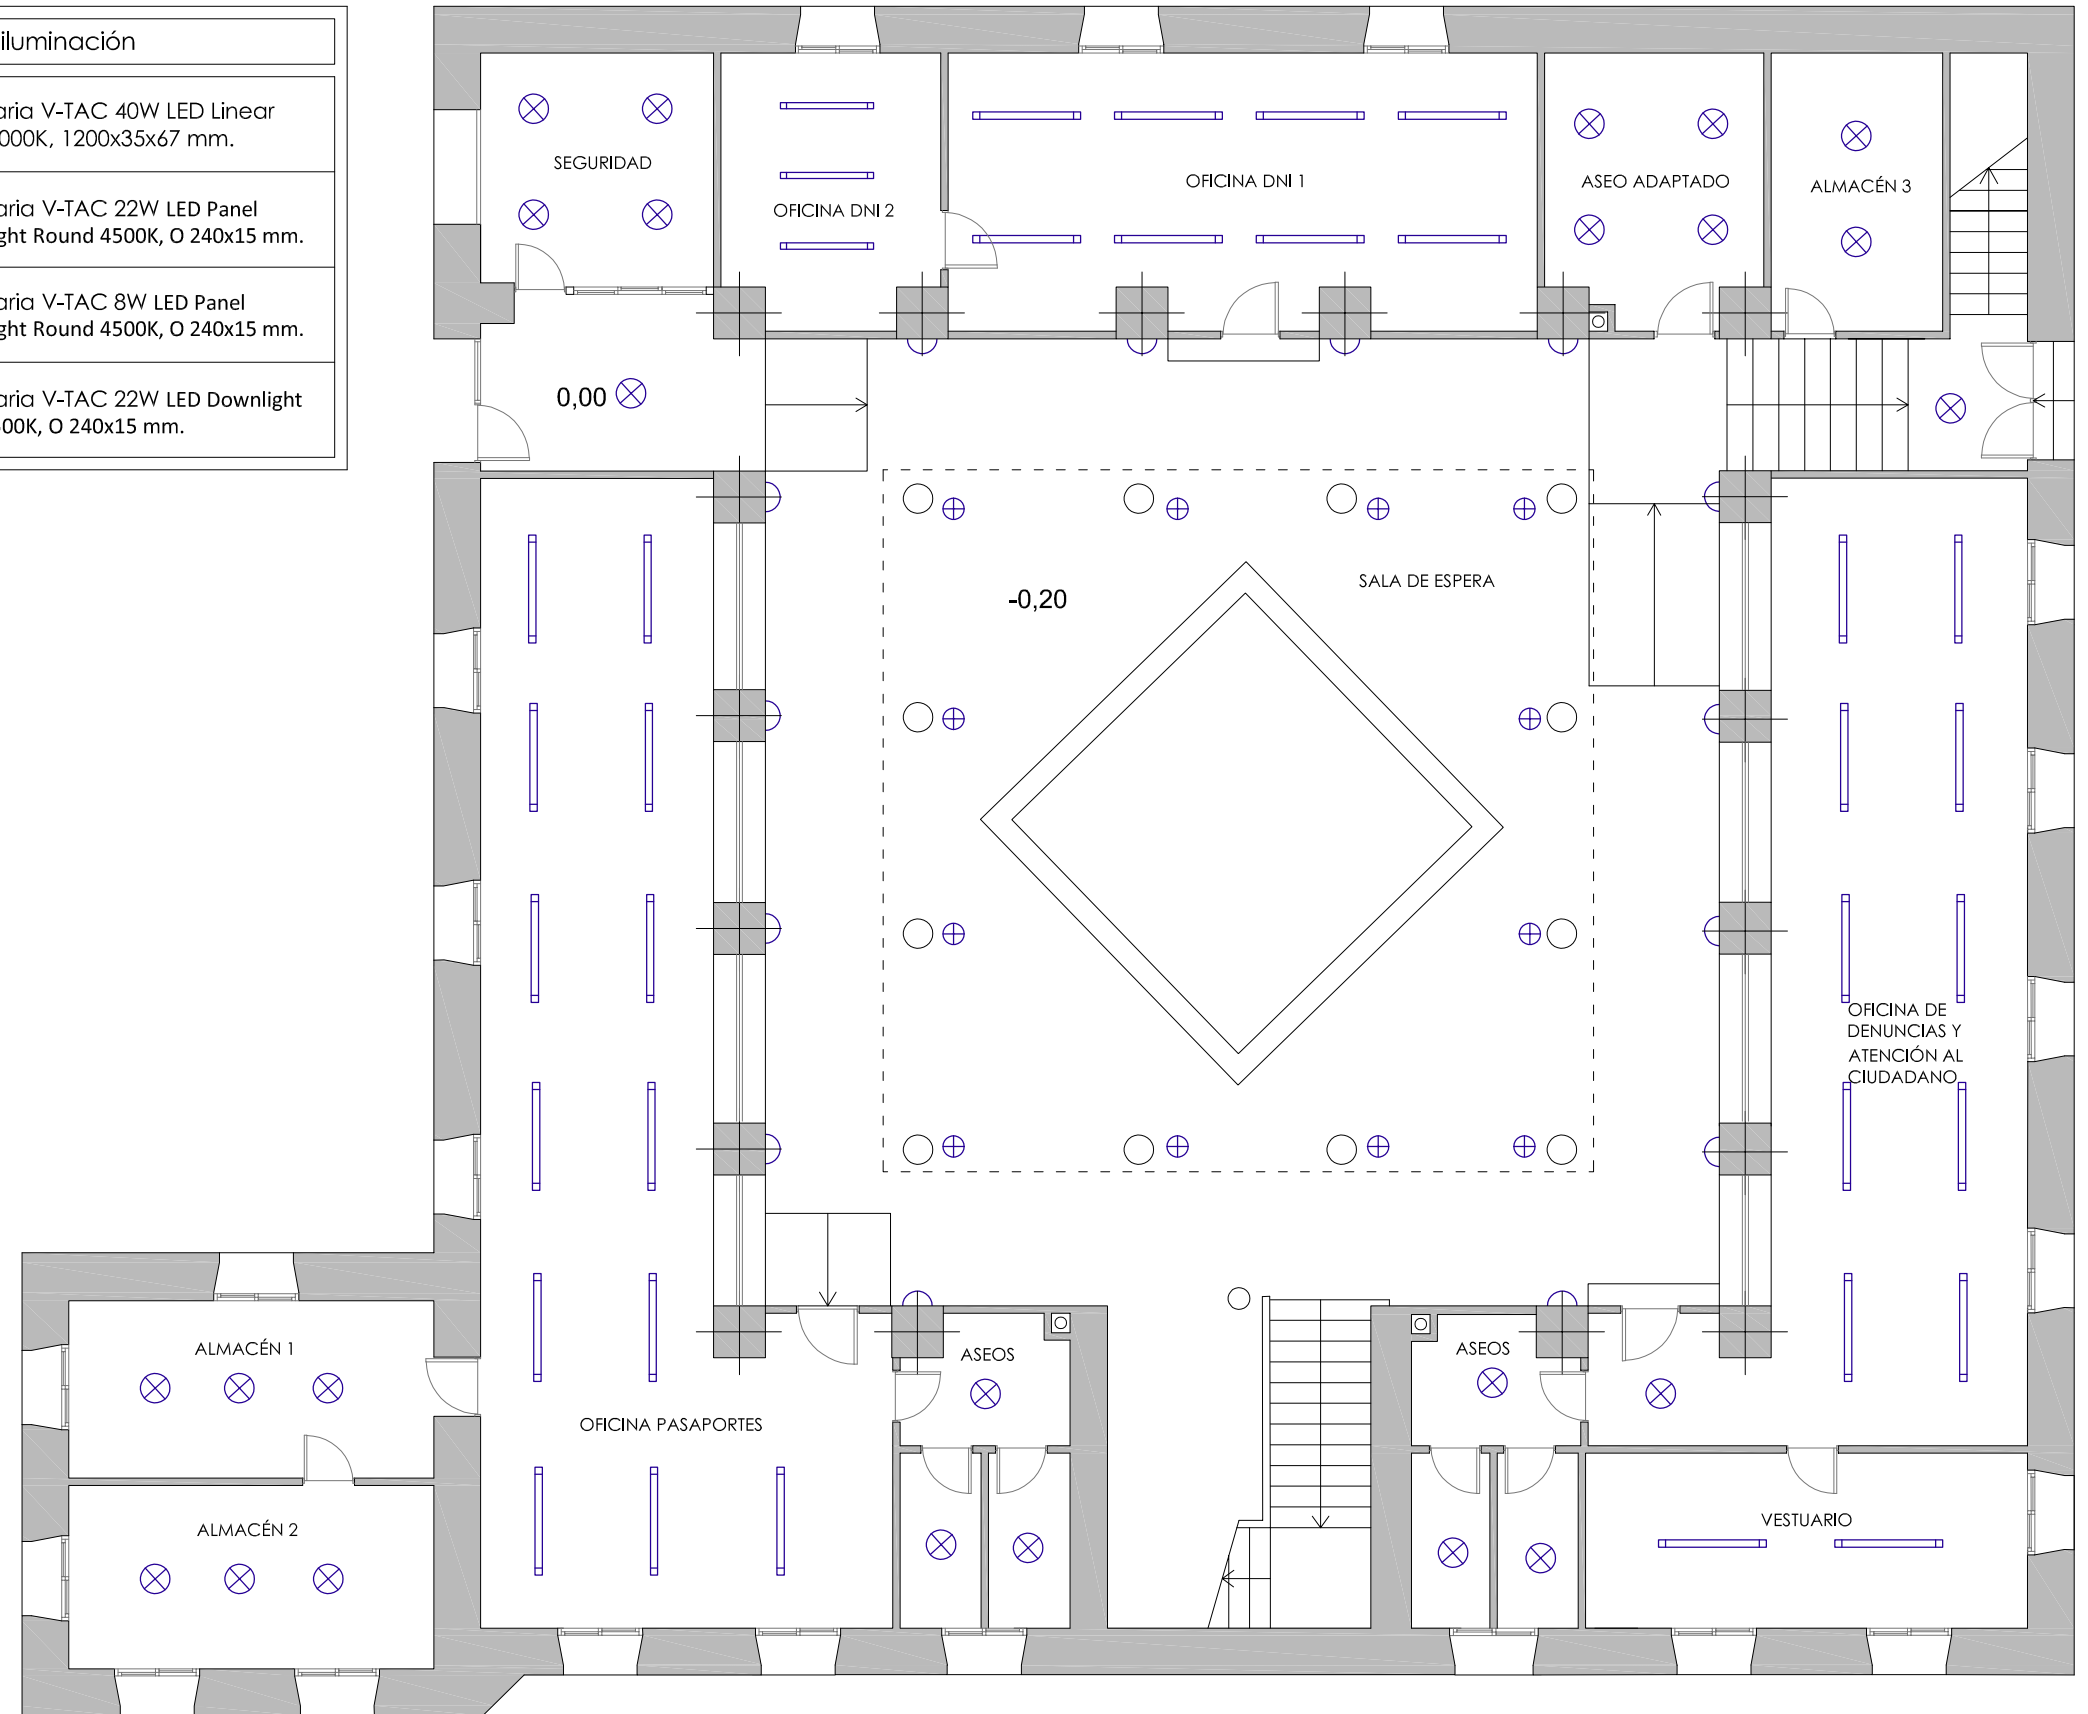 iluminación
aria V-TAC 40W LED Linear
000K, 1200x35x67 mm.
aria V-TAC 22W LED Panel
ght Round 4500K, O 240x15 mm.
aria V-TAC 8W LED Panel
ght Round 4500K, O 240x15 mm.
aria V-TAC 22W LED Downlight
500K, O 240x15 mm.
SEGURIDAD
OFICINA DNI 2
OFICINA DNI 1
ASEO ADAPTADO
ALMACÉN 3
0,00
SALA DE ESPERA
-0,20
OFICINA DE
DENUNCIAS Y
ATENCIÓN AL
CIUDADANO
ALMACÉN 1
ASEOS
ASEOS
OFICINA PASAPORTES
ALMACÉN 2
VESTUARIO